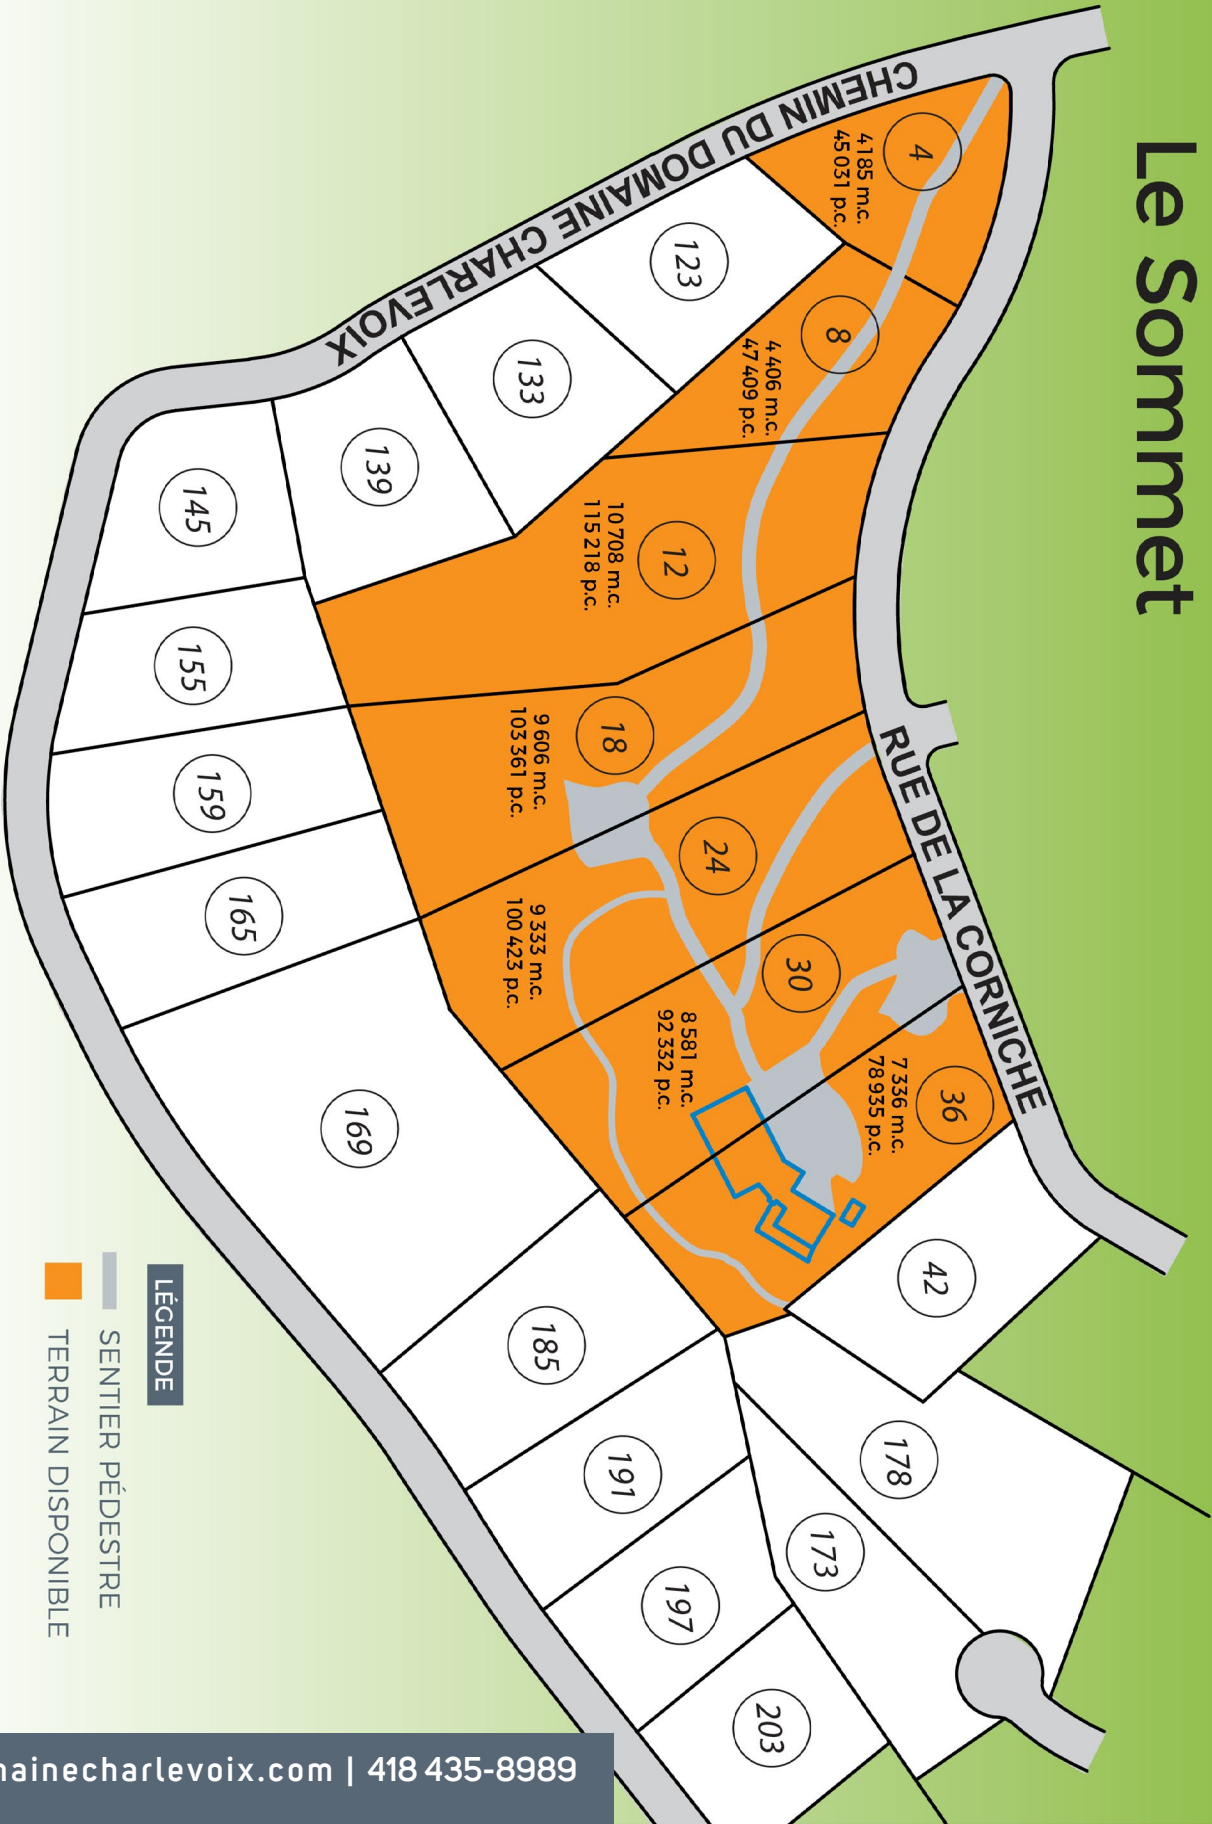 Le Sommet
CHEMIN DU DOMAINE CHARLEVOIX
RUE DE LA CORNICHE
4
4 185 m.c.
45 031 p.c.
8
4 406 m.c.
47 409 p.c.
12
10 708 m.c.
115 218 p.c.
18
9 606 m.c.
103 361 p.c.
24
9 333 m.c.
100 423 p.c.
30
8 581 m.c.
92 332 p.c.
36
7 336 m.c.
78 935 p.c.
42
123
133
139
145
155
159
165
169
185
191
197
203
173
178
LÉGENDE
SENTIER PÉDESTRE
TERRAIN DISPONIBLE
nainecharlevoix.com | 418 435-8989